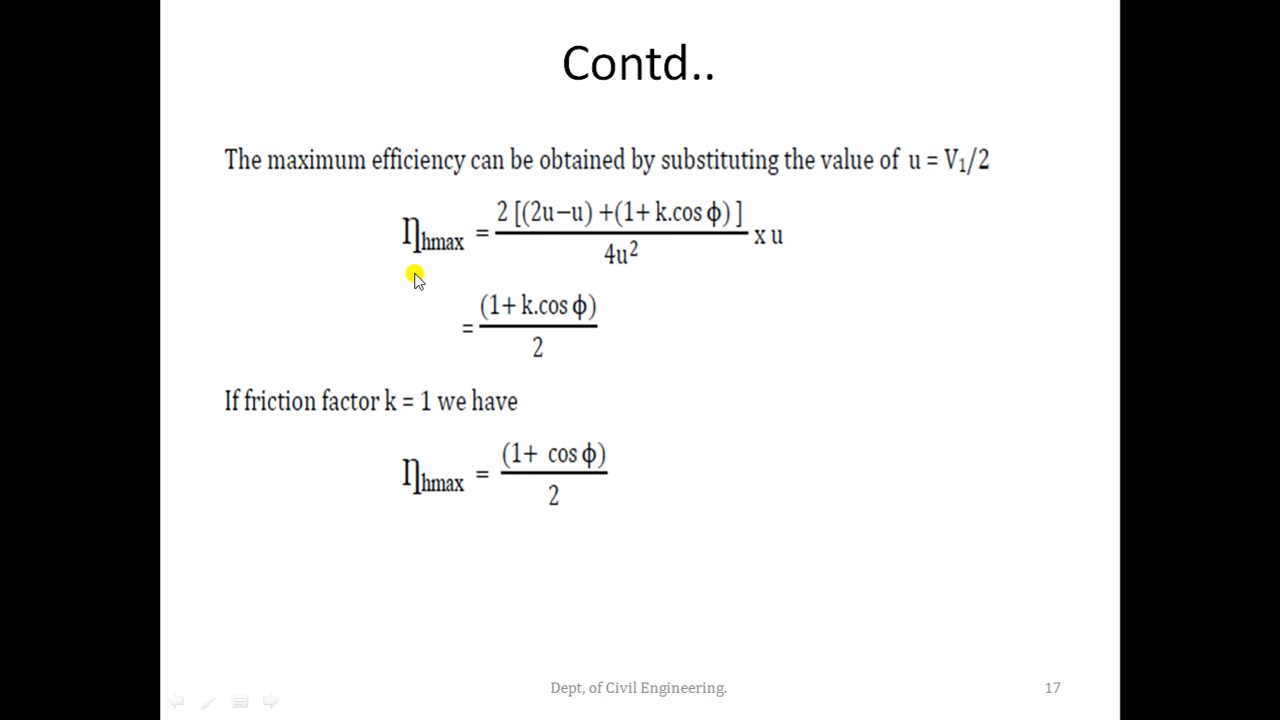 Contd..
The maximum efficiency can be obtained by substituting the value of u = V₁/2
ηhmax = 2 [(2u−u) +(1+ k.cos ϕ) ] / 4u² x u
= (1+ k.cos ϕ) / 2
If friction factor k = 1 we have
ηhmax = (1+ cos ϕ) / 2
Dept, of Civil Engineering.
17